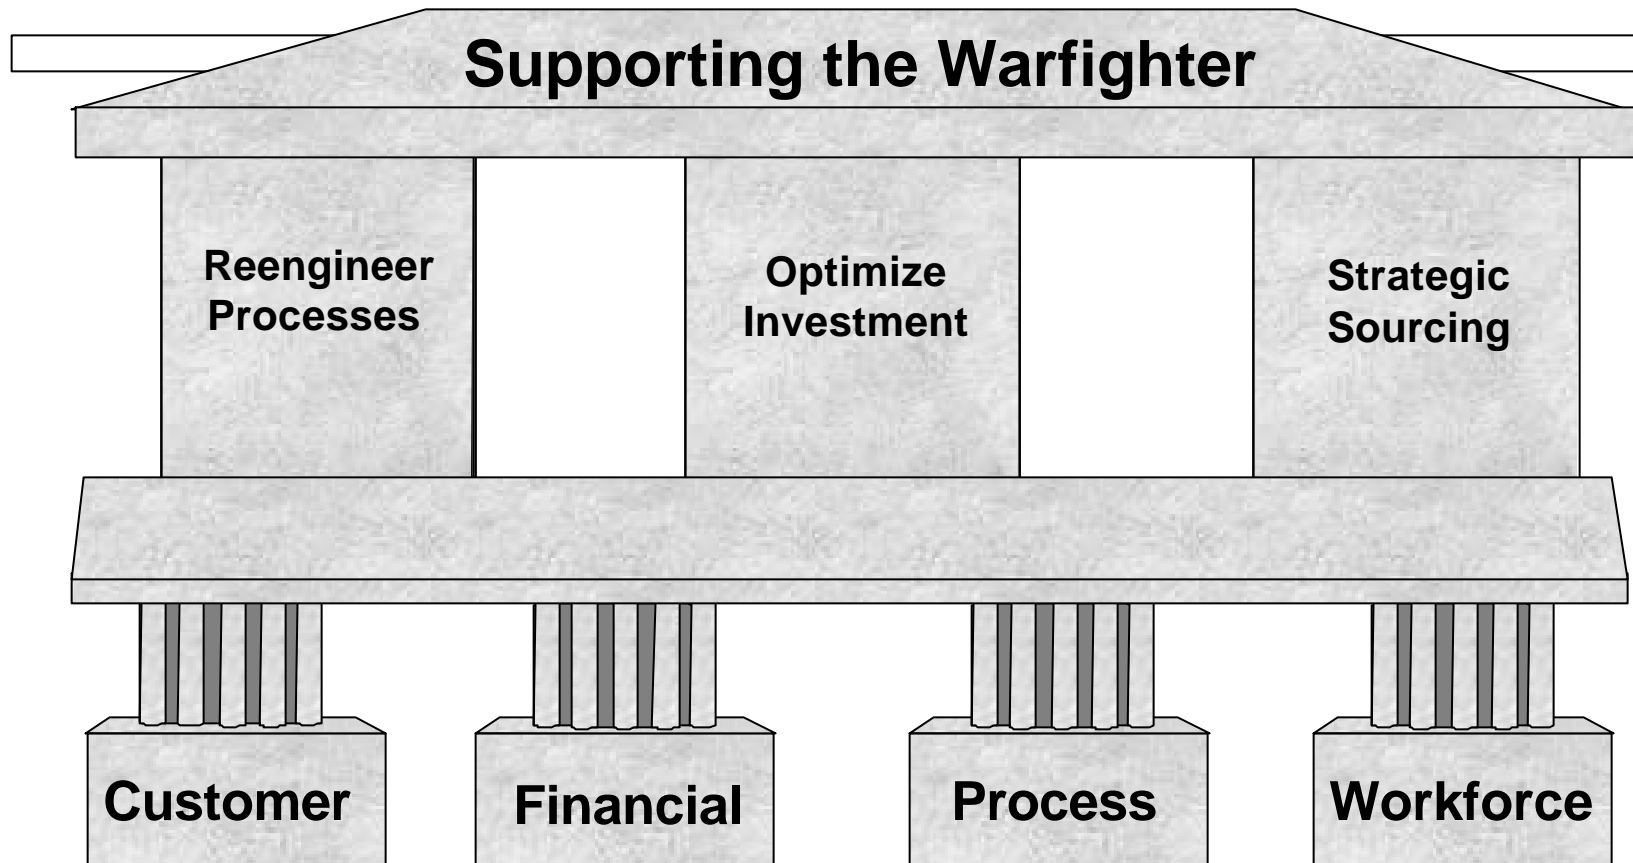 Supporting the Warfighter
Reengineer
Processes
Optimize
Investment
Strategic
Sourcing
Customer
Financial
Process
Workforce